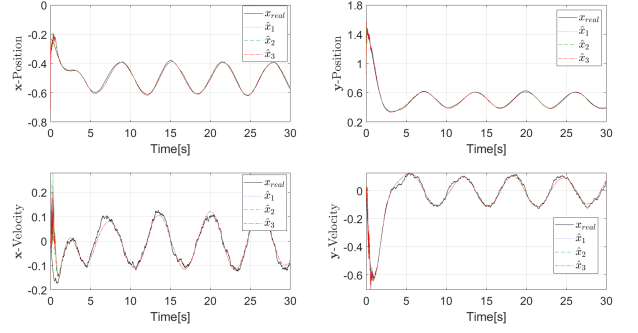 0
-0.2
-0.4
-0.6
-0.8
0 5 10 15 20 25 30
Time[s]
x-Position
x_real
x̂_1
x̂_2
x̂_3
1.8
1.4
1
0.6
0.2
0 5 10 15 20 25 30
Time[s]
y-Position
x_real
x̂_1
x̂_2
x̂_3
0.2
0.1
0
-0.1
-0.2
0 5 10 15 20 25 30
Time[s]
x-Velocity
x_real
x̂_1
x̂_2
x̂_3
0
-0.2
-0.4
-0.6
0 5 10 15 20 25 30
Time[s]
y-Velocity
x_real
x̂_1
x̂_2
x̂_3